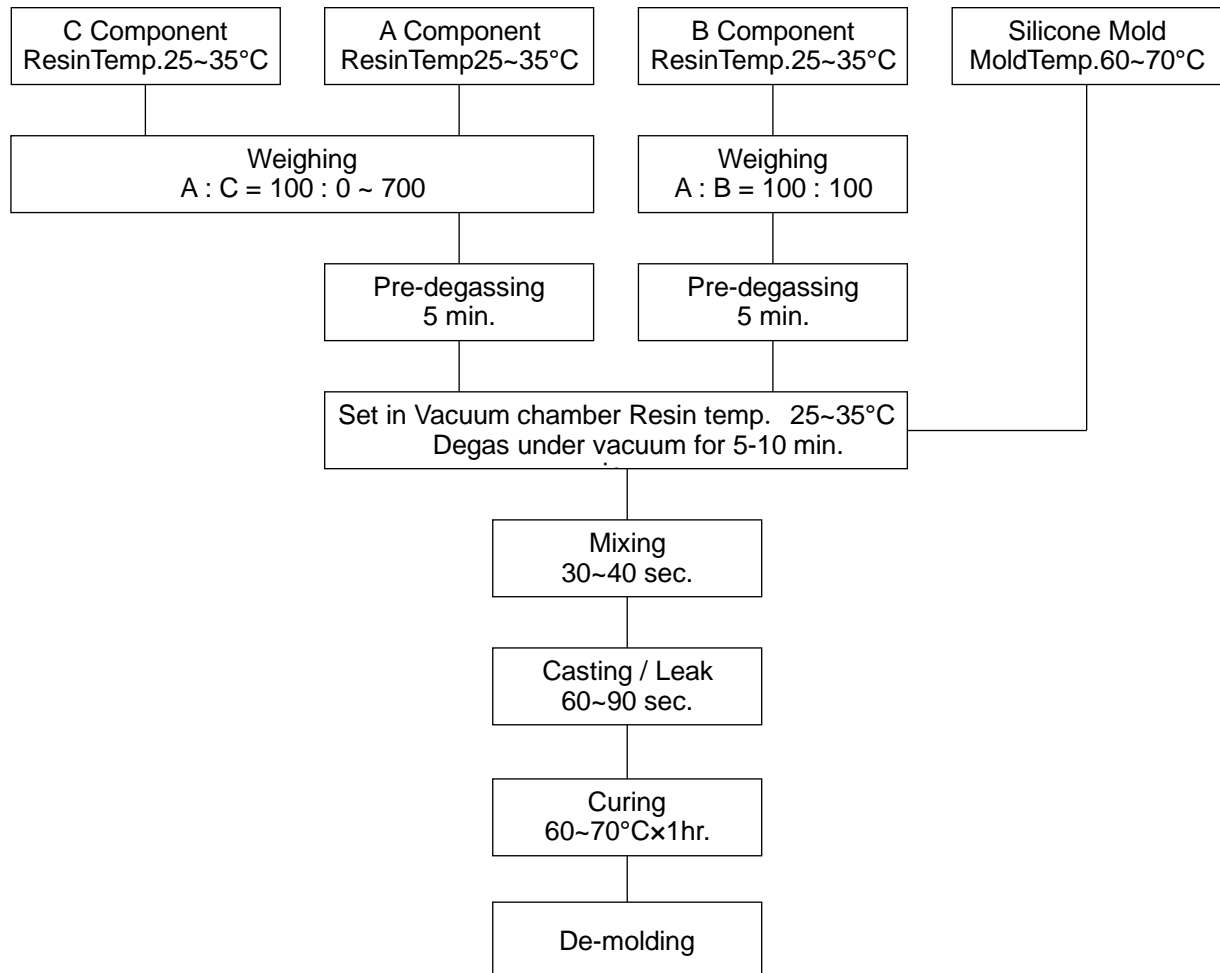 C Component
ResinTemp.25~35°C
A Component
ResinTemp25~35°C
B Component
ResinTemp.25~35°C
Silicone Mold
MoldTemp.60~70°C
Weighing
A : C = 100 : 0 ~ 700
Weighing
A : B = 100 : 100
Pre-degassing
5 min.
Pre-degassing
5 min.
Set in Vacuum chamber Resin temp. 25~35°C
Degas under vacuum for 5-10 min.
Mixing
30~40 sec.
Casting / Leak
60~90 sec.
Curing
60~70°C×1hr.
De-molding